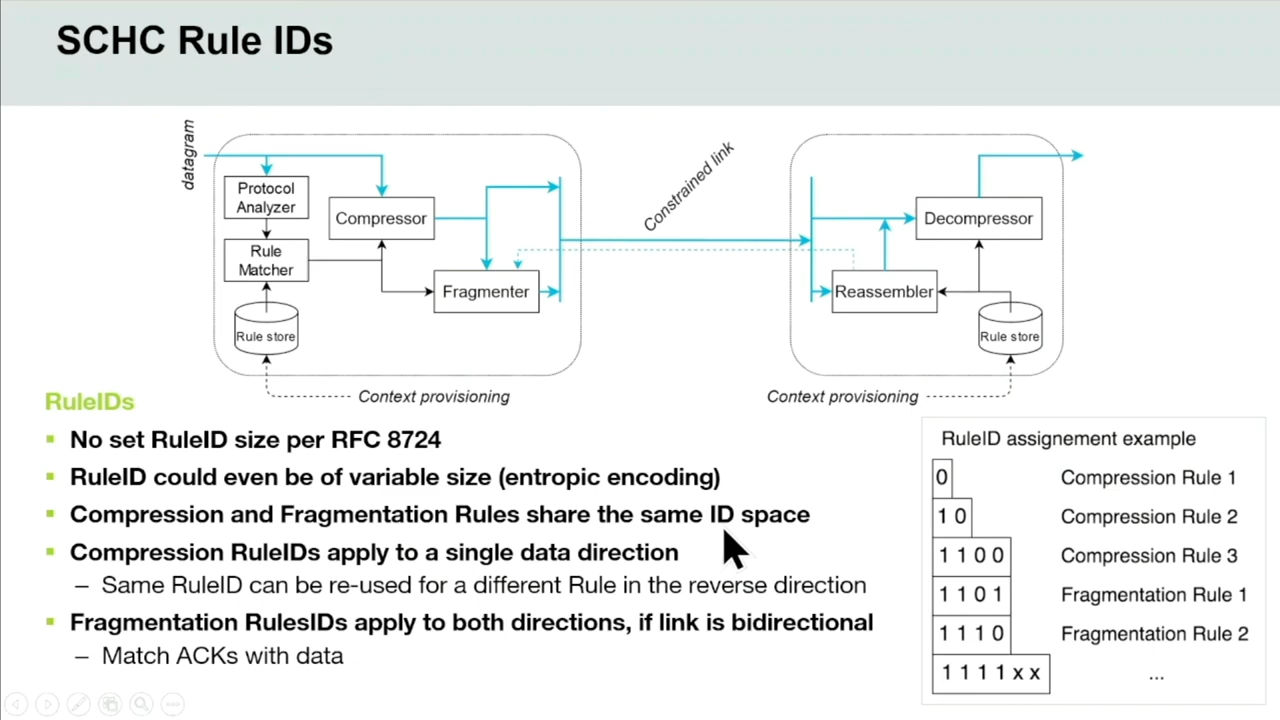 SCHC Rule IDs
datagram
Protocol
Analyzer
Rule
Matcher
Rule store
Compressor
Fragmenter
Constrained link
Decompressor
Reassembler
Rule store
Context provisioning
Context provisioning
RuleIDs
No set RuleID size per RFC 8724
RuleID could even be of variable size (entropic encoding)
Compression and Fragmentation Rules share the same ID space
Compression RuleIDs apply to a single data direction
– Same RuleID can be re-used for a different Rule in the reverse direction
Fragmentation RulesIDs apply to both directions, if link is bidirectional
– Match ACKs with data
RuleID assignement example
0 Compression Rule 1
1 0 Compression Rule 2
1 1 0 0 Compression Rule 3
1 1 0 1 Fragmentation Rule 1
1 1 1 0 Fragmentation Rule 2
1 1 1 1 x x ...